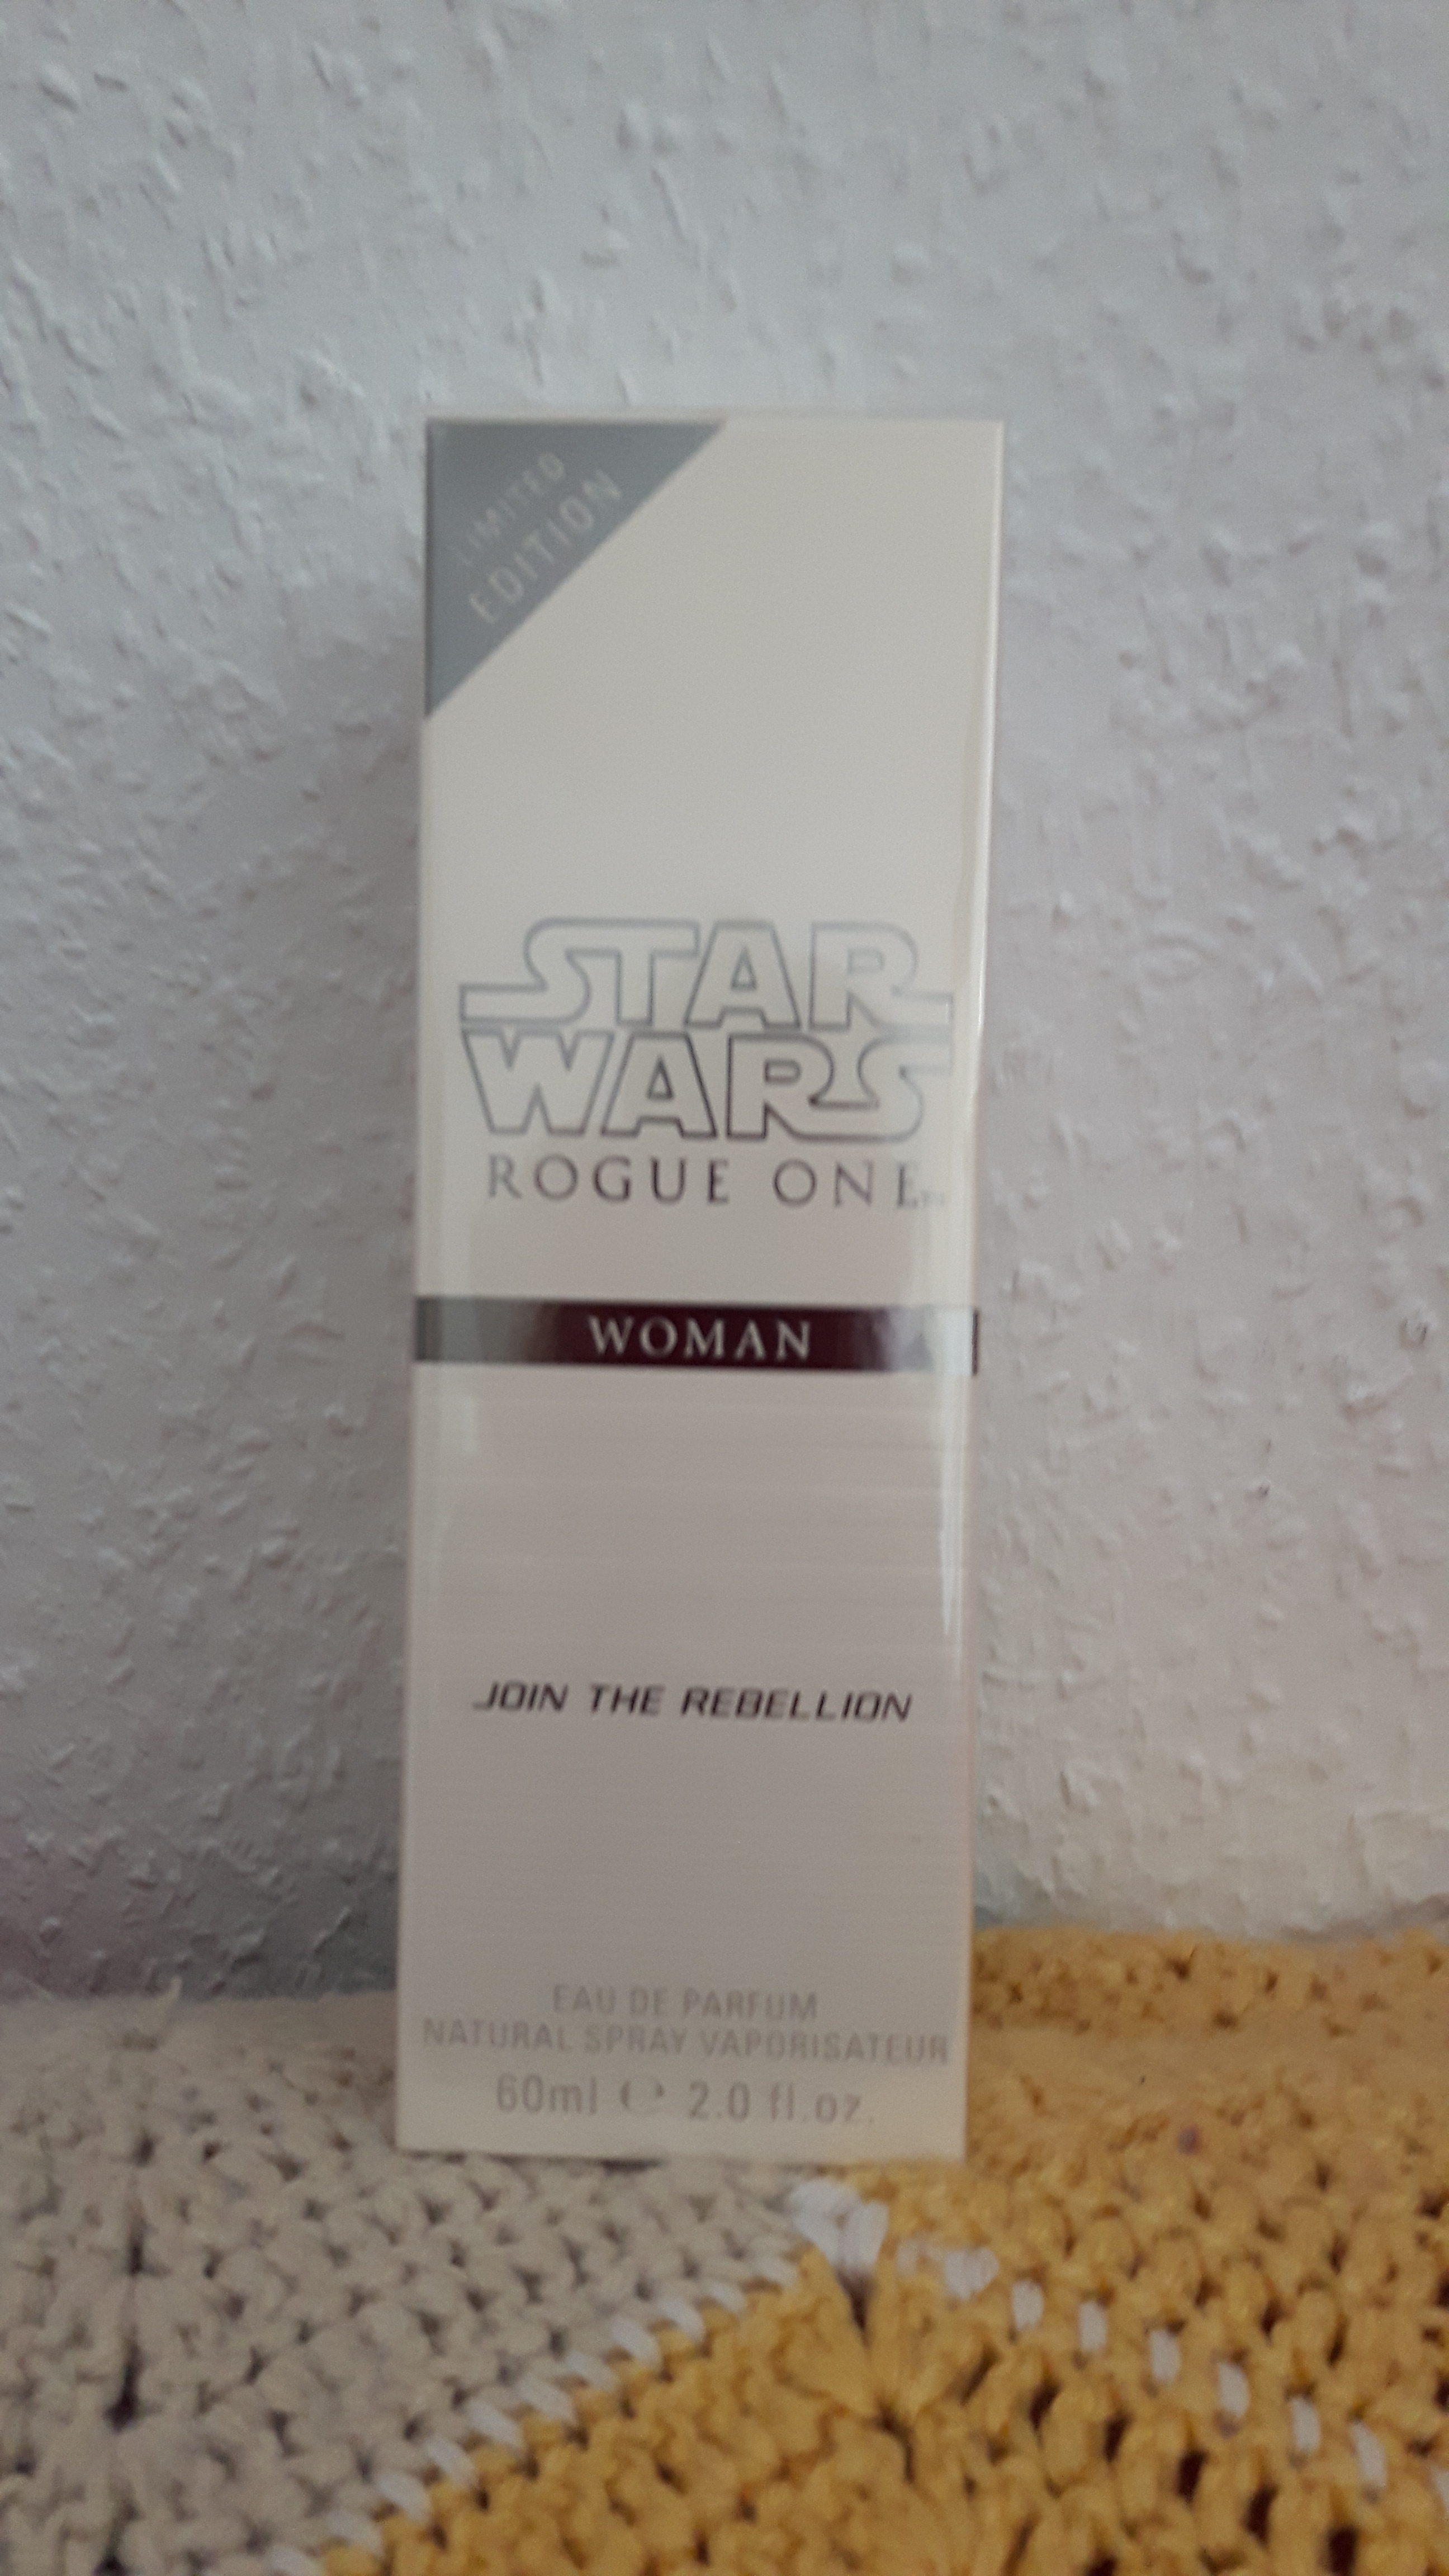 LIMITED
EDITION
STAR
WARS
ROGUE ONE
WOMAN
JOIN THE REBELLION
EAU DE PARFUM
NATURAL SPRAY VAPORISATEUR
60ml ℮ 2.0 fl.oz.